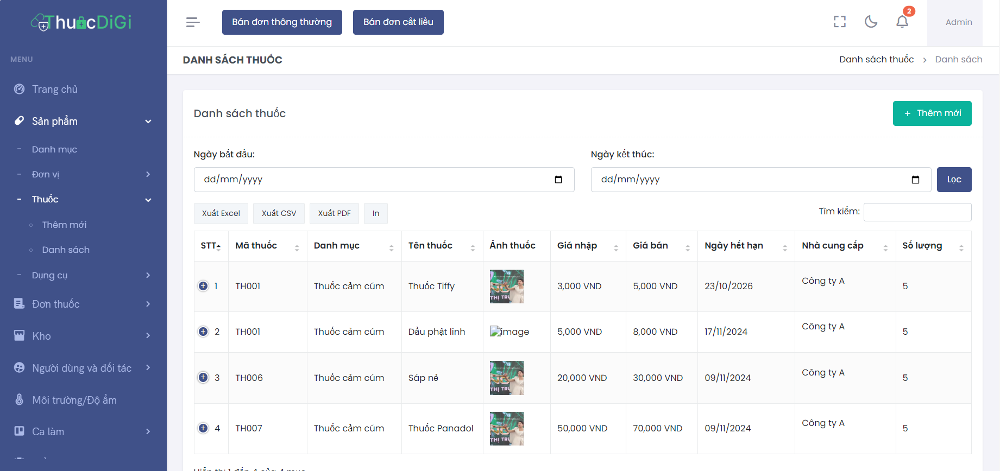 ThuốcDiGi
Bán đơn thông thường
Bán đơn cắt liều
2
Admin
MENU
DANH SÁCH THUỐC
Danh sách thuốc > Danh sách
Trang chủ
Sản phẩm
Danh mục
Đơn vị
Thuốc
Thêm mới
Danh sách
Dụng cụ
Đơn thuốc
Kho
Người dùng và đối tác
Môi trường/Độ ẩm
Ca làm
Danh sách thuốc
+ Thêm mới
Ngày bắt đầu:
Ngày kết thúc:
dd/mm/yyyy
dd/mm/yyyy
Lọc
Xuất Excel
Xuất CSV
Xuất PDF
In
Tìm kiếm:
STT Mã thuốc Danh mục Tên thuốc Ảnh thuốc Giá nhập Giá bán Ngày hết hạn Nhà cung cấp Số lượng
1 TH001 Thuốc cảm cúm Thuốc Tiffy THỊ TRƯ 3,000 VND 5,000 VND 23/10/2026 Công ty A 5
2 TH001 Thuốc cảm cúm Dầu phật linh image 5,000 VND 8,000 VND 17/11/2024 Công ty A 5
3 TH006 Thuốc cảm cúm Sáp nẻ THỊ TRƯ 20,000 VND 30,000 VND 09/11/2024 Công ty A 5
4 TH007 Thuốc cảm cúm Thuốc Panadol THỊ TRƯ 50,000 VND 70,000 VND 09/11/2024 Công ty A 5
Hiển thị 1 đến 4 của 4 mục